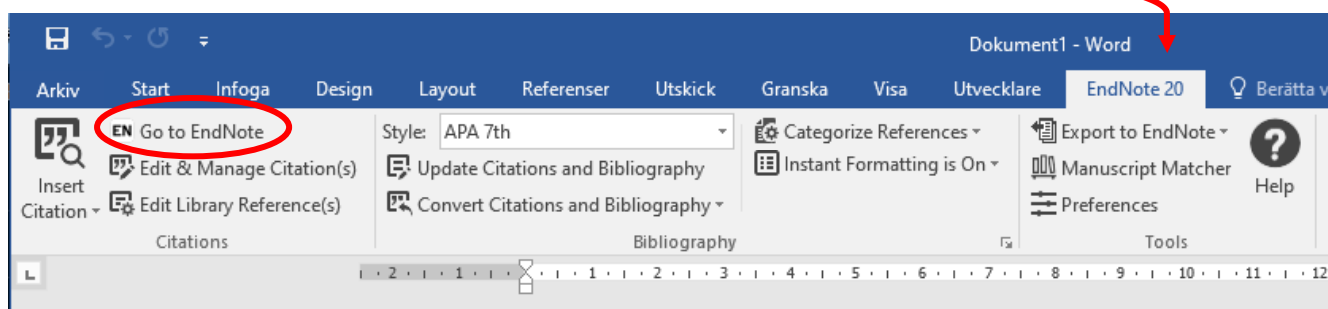 Dokument1 - Word
Arkiv Start Infoga Design Layout Referenser Utskick Granska Visa Utvecklare EndNote 20 Berätta v
Insert
Citation
EN Go to EndNote
Edit & Manage Citation(s)
Edit Library Reference(s)
Citations
Style: APA 7th
Update Citations and Bibliography
Convert Citations and Bibliography
Categorize References
Instant Formatting is On
Bibliography
Export to EndNote
Manuscript Matcher
Preferences
Help
Tools
2 1 1 2 3 4 5 6 7 8 9 10 11 12